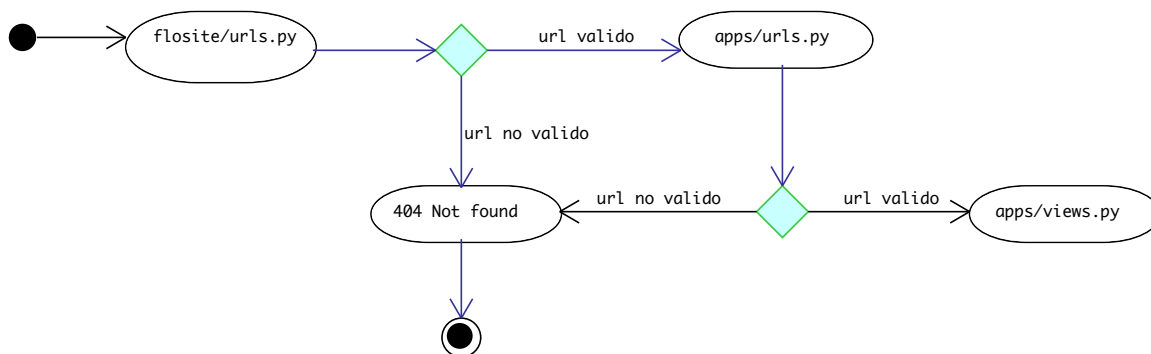 flosite/urls.py
url valido
apps/urls.py
url no valido
404 Not found
url no valido
url valido
apps/views.py